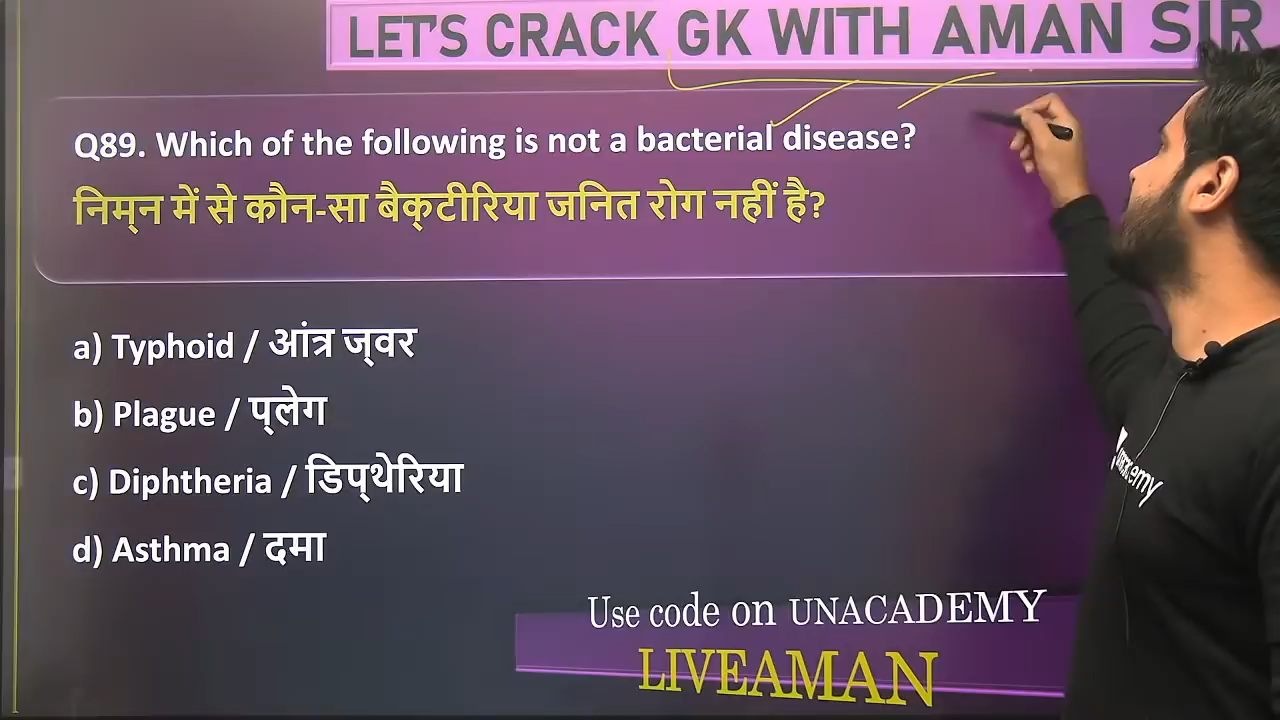 LET'S CRACK GK WITH AMAN SIR
Q89. Which of the following is not a bacterial disease?
निम्न में से कौन-सा बैक्टीरिया जनित रोग नहीं है?
a) Typhoid / आंत्र ज्वर
b) Plague / प्लेग
c) Diphtheria / डिप्थेरिया
d) Asthma / दमा
Use code on UNACADEMY
LIVEAMAN